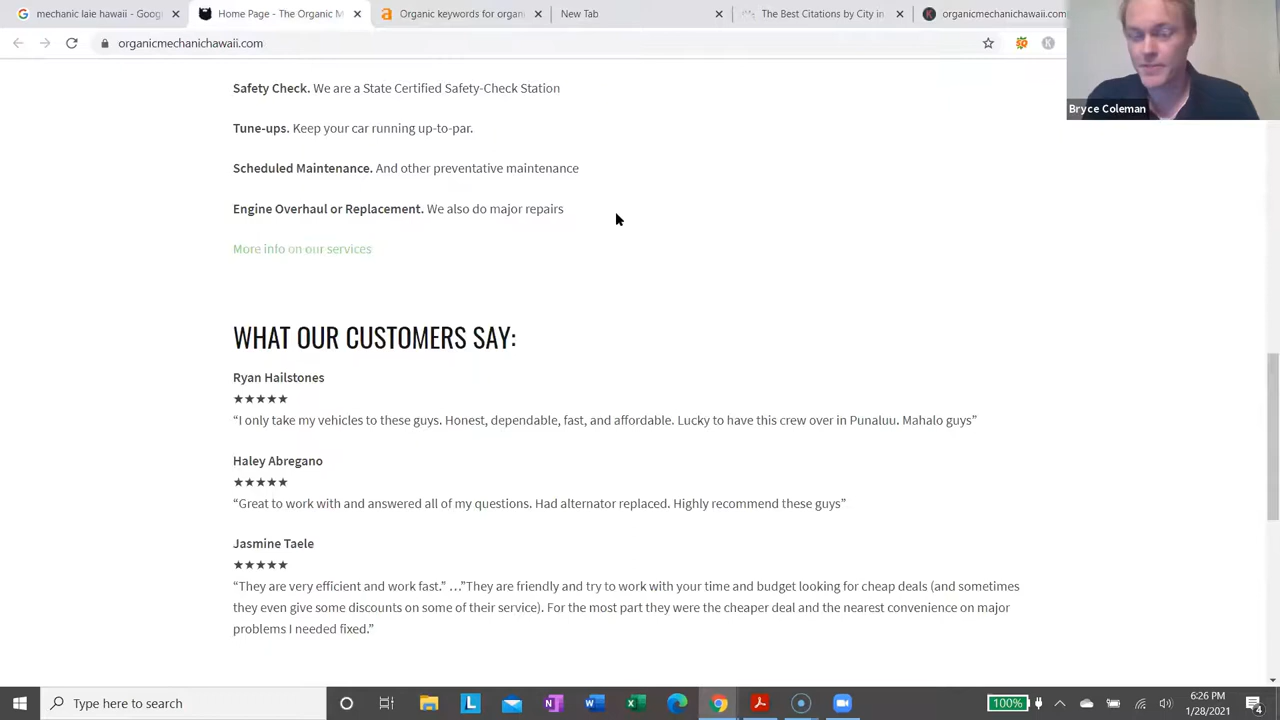 mechanic laie hawaii - Goog
Home Page - The Organic M
Organic keywords for organ
New Tab
The Best Citations by City in
organicmechanichawaii.com
organicmechanichawaii.com
Bryce Coleman
Safety Check. We are a State Certified Safety-Check Station
Tune-ups. Keep your car running up-to-par.
Scheduled Maintenance. And other preventative maintenance
Engine Overhaul or Replacement. We also do major repairs
More info on our services
WHAT OUR CUSTOMERS SAY:
Ryan Hailstones
★★★★★
“I only take my vehicles to these guys. Honest, dependable, fast, and affordable. Lucky to have this crew over in Punaluu. Mahalo guys”
Haley Abregano
★★★★★
“Great to work with and answered all of my questions. Had alternator replaced. Highly recommend these guys”
Jasmine Taele
★★★★★
“They are very efficient and work fast.” …”They are friendly and try to work with your time and budget looking for cheap deals (and sometimes
they even give some discounts on some of their service). For the most part they were the cheaper deal and the nearest convenience on major
problems I needed fixed.”
Type here to search
100%
6:26 PM
1/28/2021
4